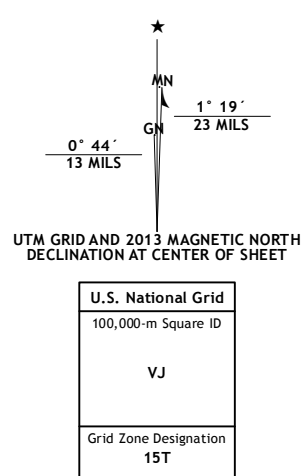 ★
MN
1° 19´
23 MILS
GN
0° 44´
13 MILS
UTM GRID AND 2013 MAGNETIC NORTH
DECLINATION AT CENTER OF SHEET
U.S. National Grid
100,000-m Square ID
VJ
Grid Zone Designation
15T